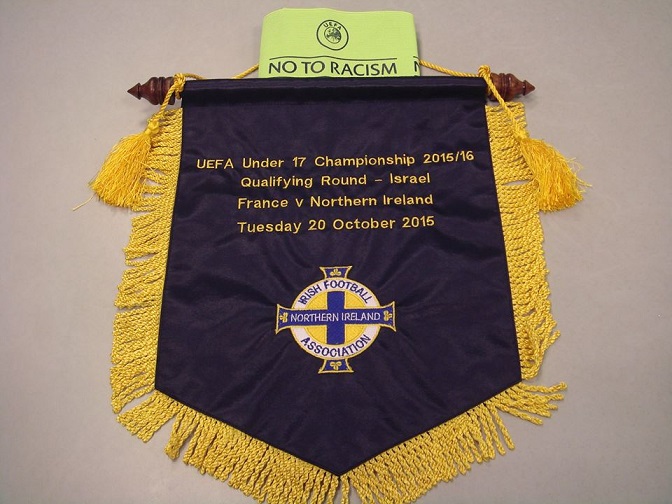 UEFA
NO TO RACISM N
UEFA Under 17 Championship 2015/16
Qualifying Round – Israel
France v Northern Ireland
Tuesday 20 October 2015
IRISH FOOTBALL
NORTHERN IRELAND
ASSOCIATION